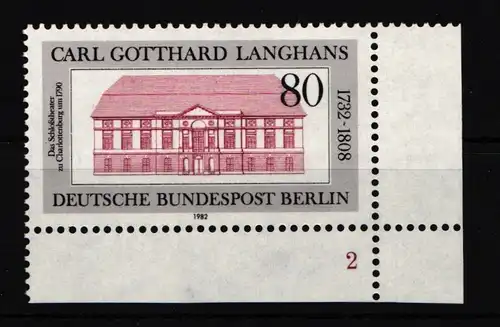 CARL GOTTHARD LANGHANS
80
1732-1808
Das Schloßtheater
zu Charlottenburg um 1790
DEUTSCHE BUNDESPOST BERLIN
1982
2